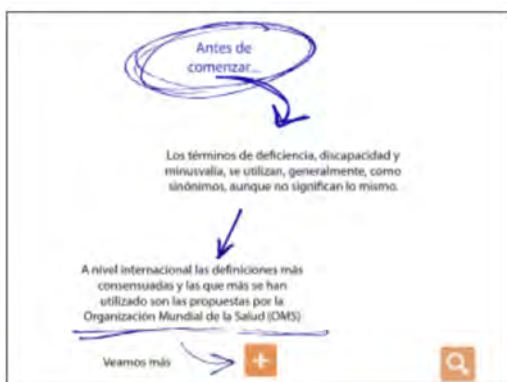 Antes de
comenzar...
Los términos de deficiencia, discapacidad y
minusvalía, se utilizan, generalmente, como
sinónimos, aunque no significan lo mismo.
A nivel internacional las definiciones más
consensuadas y las que más se han
utilizado son las propuestas por la
Organización Mundial de la Salud (OMS)
Veamos más